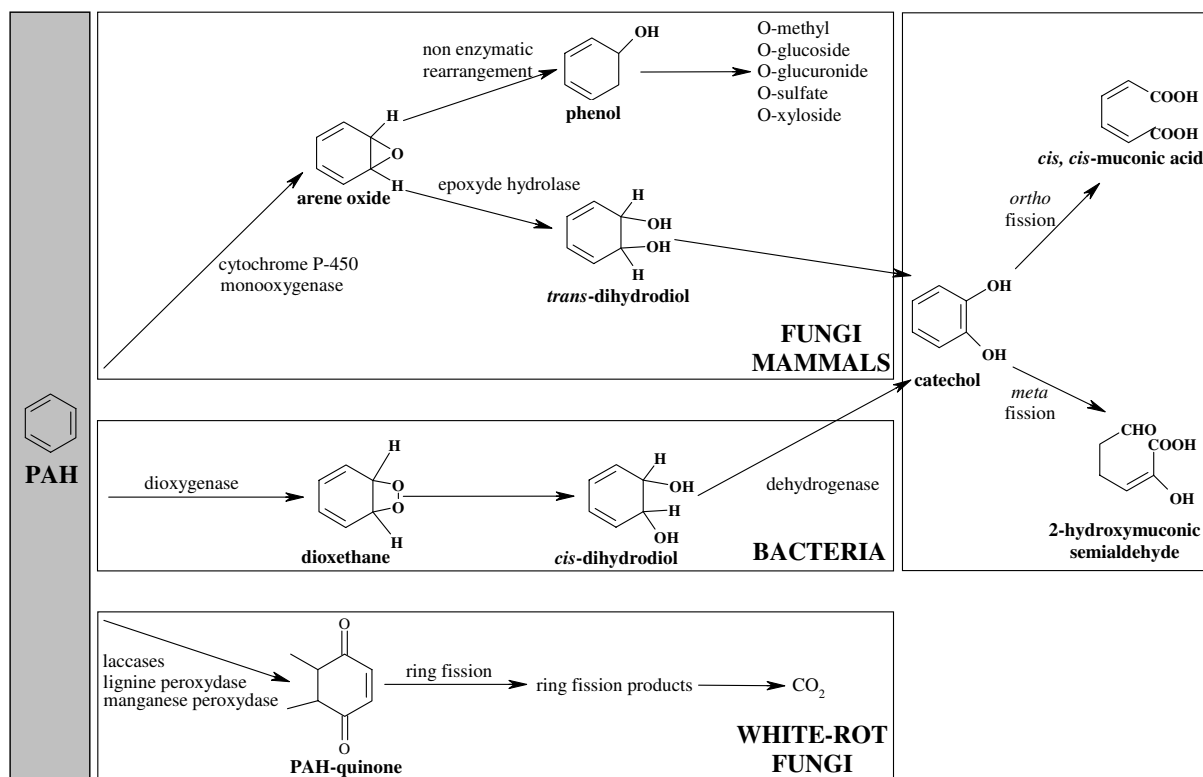 PAH
non enzymatic
rearrangement
OH
phenol
O-methyl
O-glucoside
O-glucuronide
O-sulfate
O-xyloside
H
O
H
arene oxide
cytochrome P-450
monooxygenase
epoxyde hydrolase
H
OH
OH
H
trans-dihydrodiol
FUNGI
MAMMALS
dioxygenase
H
O
O
H
dioxethane
H
OH
H
OH
cis-dihydrodiol
dehydrogenase
BACTERIA
laccases
lignine peroxydase
manganese peroxydase
O
O
PAH-quinone
ring fission
ring fission products
CO2
WHITE-ROT
FUNGI
COOH
COOH
cis, cis-muconic acid
ortho
fission
OH
OH
catechol
meta
fission
CHO
COOH
OH
2-hydroxymuconic
semialdehyde